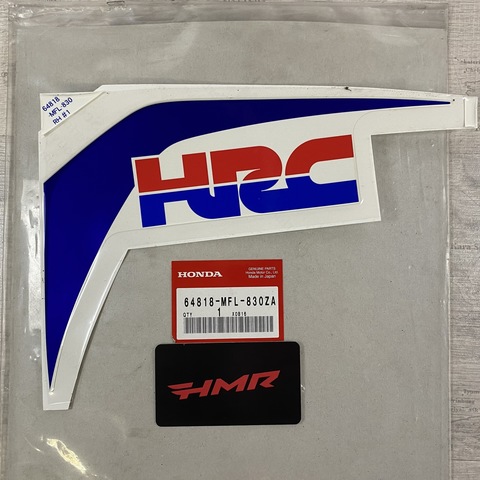 64818
-MFL-830
RH #1
HRC
HONDA
GENUINE PARTS
Honda Motor Co., Ltd.
Made in Japan
64818-MFL-830ZA
QTY 1 X0816
HMR